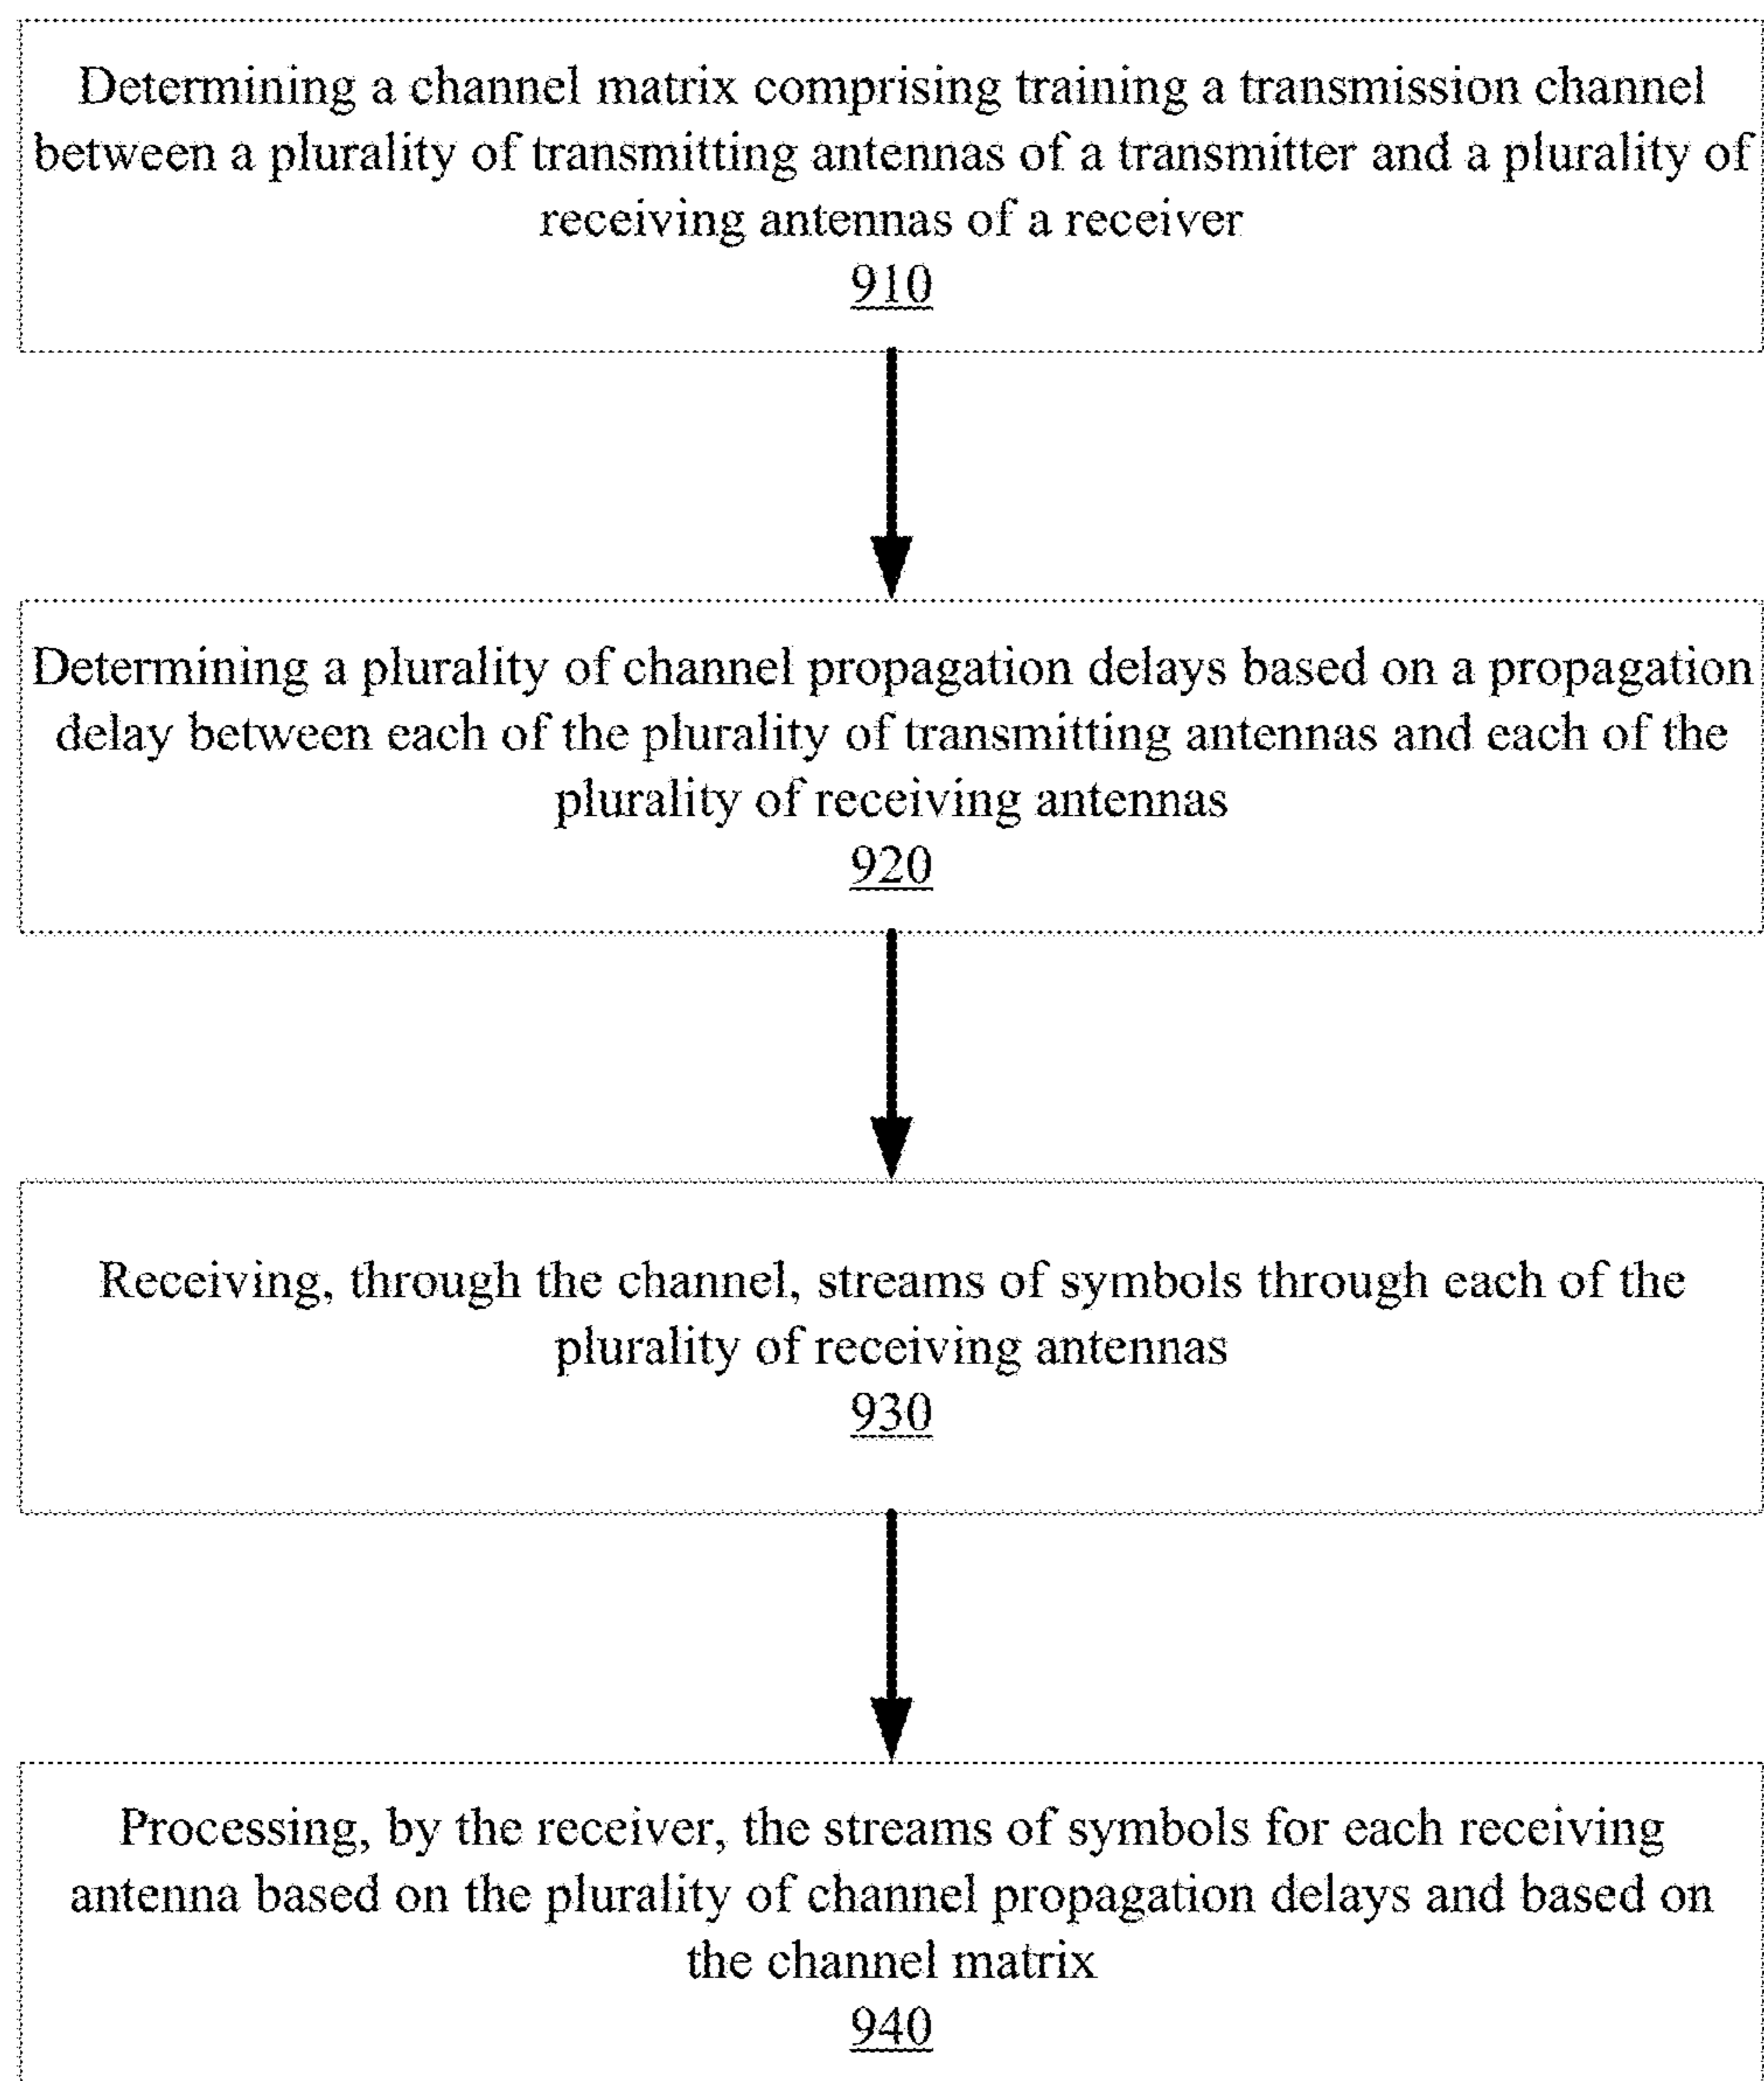 Determining a channel matrix comprising training a transmission channel
between a plurality of transmitting antennas of a transmitter and a plurality of
receiving antennas of a receiver
910
Determining a plurality of channel propagation delays based on a propagation
delay between each of the plurality of transmitting antennas and each of the
plurality of receiving antennas
920
Receiving, through the channel, streams of symbols through each of the
plurality of receiving antennas
930
Processing, by the receiver, the streams of symbols for each receiving
antenna based on the plurality of channel propagation delays and based on
the channel matrix
940